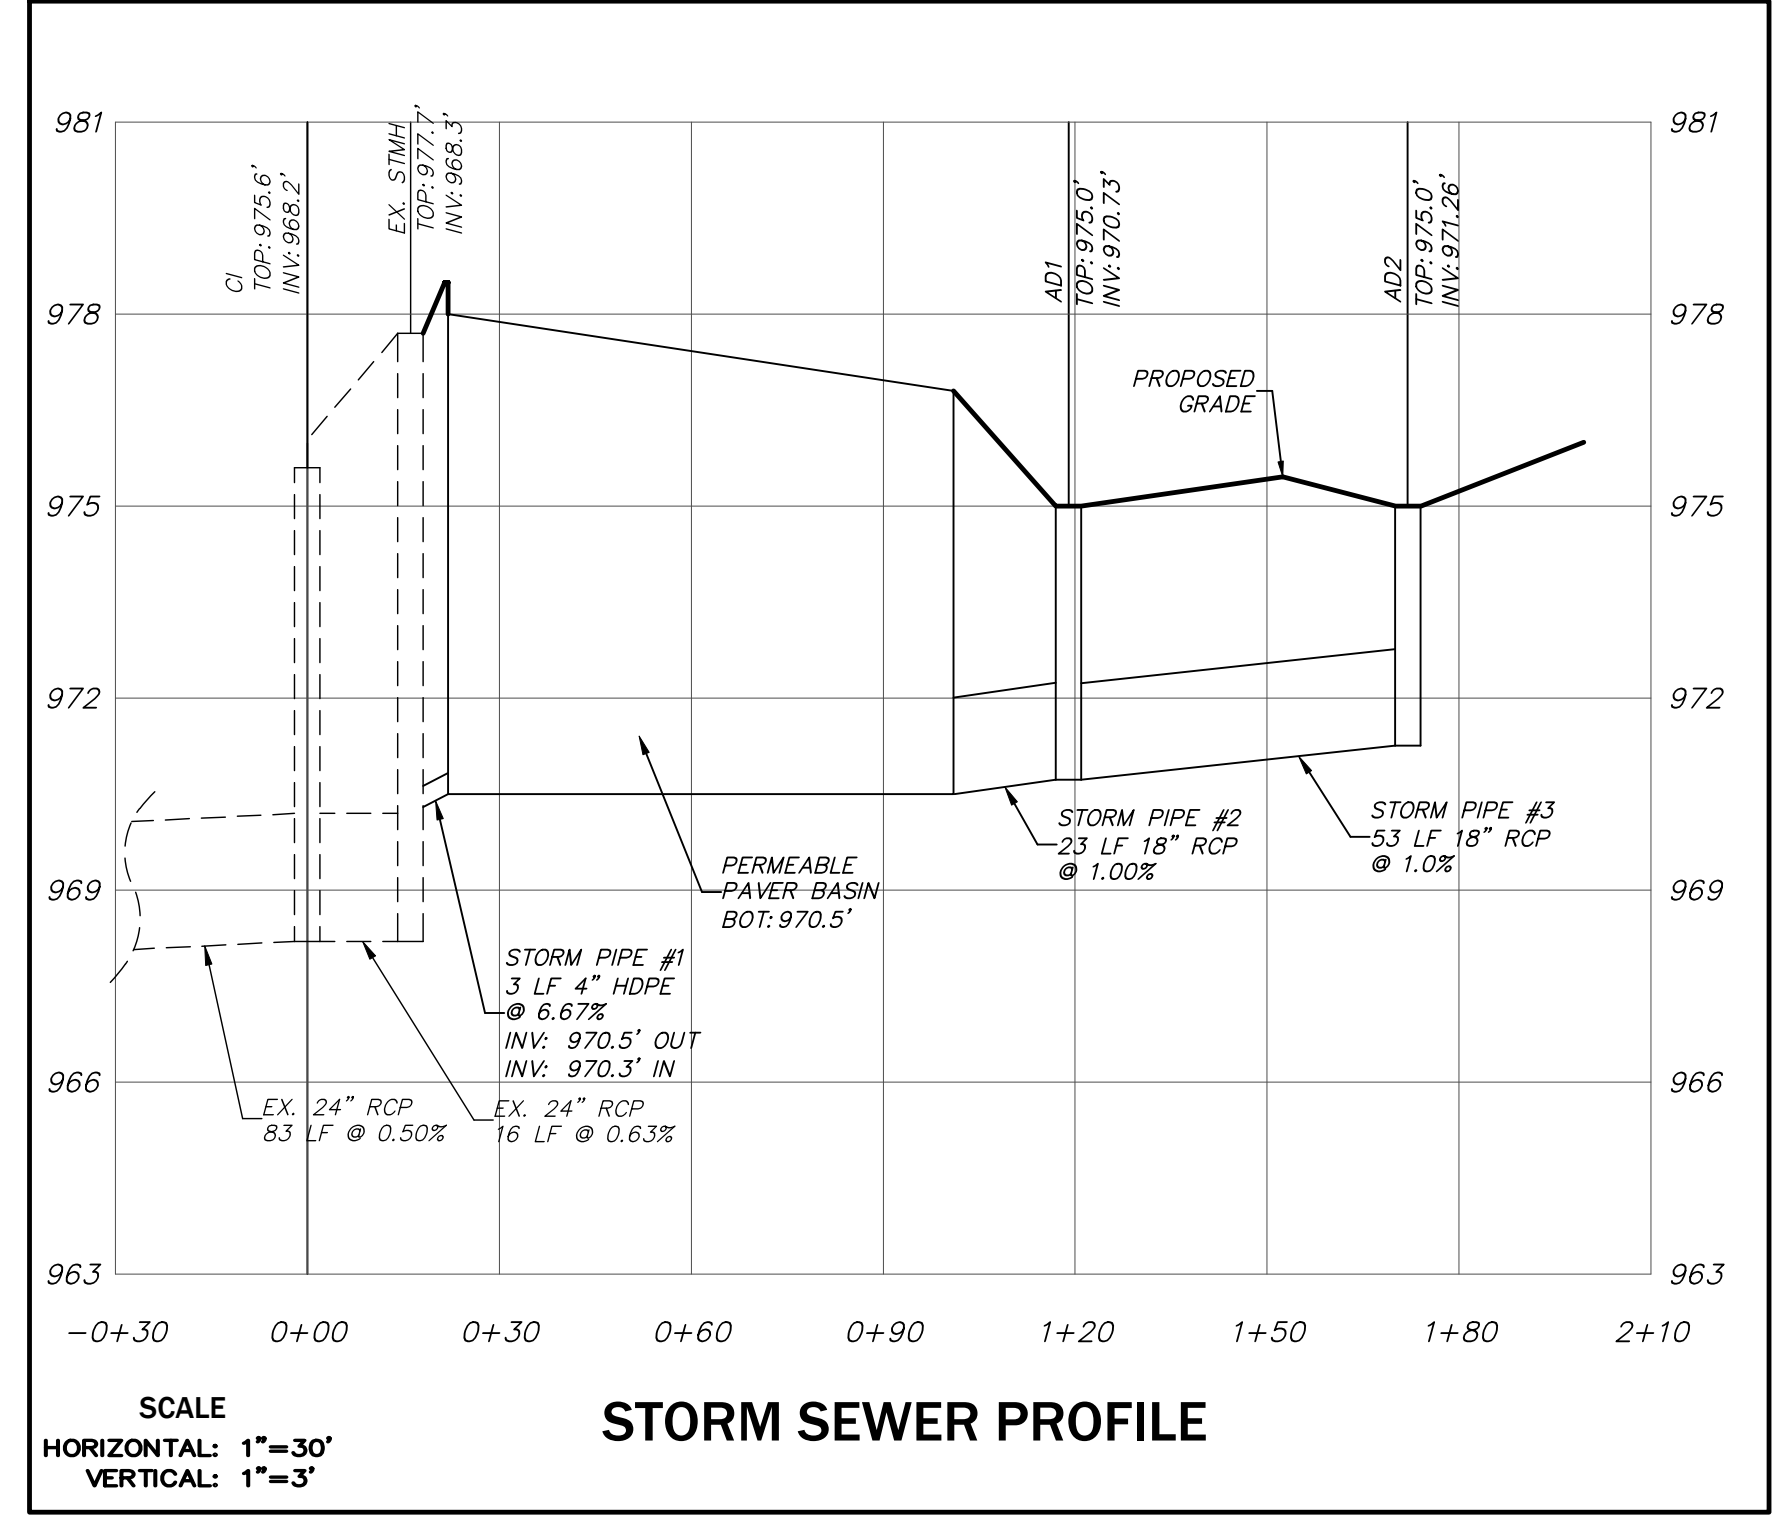 981
981
978
978
975
975
972
972
969
969
966
966
963
963
CI
TOP:975.6'
INV:968.2'
EX. STMH
TOP:977.7'
INV:968.3'
AD1
TOP:975.0'
INV:970.73'
AD2
TOP:975.0'
INV:971.26'
PROPOSED
GRADE
STORM PIPE #2
23 LF 18" RCP
@ 1.00%
STORM PIPE #3
53 LF 18" RCP
@ 1.0%
PERMEABLE
PAVER BASIN
BOT:970.5'
STORM PIPE #1
3 LF 4" HDPE
@ 6.67%
INV: 970.5' OUT
INV: 970.3' IN
EX. 24" RCP
83 LF @ 0.50%
EX. 24" RCP
16 LF @ 0.63%
-0+30 0+00 0+30 0+60 0+90 1+20 1+50 1+80 2+10
SCALE
HORIZONTAL: 1"=30'
VERTICAL: 1"=3'
STORM SEWER PROFILE